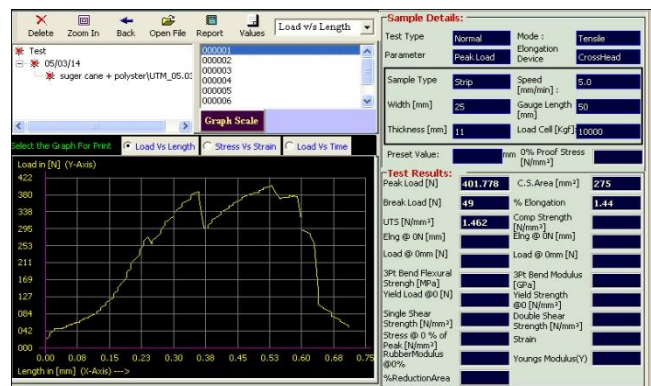 Delete Zoom In Back Open File Report Values Load v/s Length
Test
05/03/14
suger cane + polyster\UTM_05.03
000001
000002
000003
000004
000005
000006
Graph Scale
Select the Graph For Print Load Vs Length Stress Vs Strain Load Vs Time
Load in [N] (Y-Axis)
422
380
338
295
253
211
169
127
084
042
000
0.00 0.08 0.15 0.23 0.30 0.38 0.45 0.53 0.60 0.68 0.75
Length in [mm] (X-Axis) --->
Sample Details:
Test Type Normal Mode : Tensile
Parameter Peak Load Elongation Device CrossHead
Sample Type Strip Speed [mm/min] : 5.0
Width [mm] 25 Gauge Length [mm] 50
Thickness [mm] 11 Load Cell [Kgf] 10000
Preset Value: mm 0% Proof Stress [N/mm²]
Test Results:
Peak Load [N] 401.778 C.S.Area [mm²] 275
Break Load [N] 49 % Elongation 1.44
UTS [N/mm²] 1.462 Comp Strength [N/mm²]
Elng @ 0N [mm] Elng @ 0N [mm]
Load @ 0mm [N] Load @ 0mm [N]
3Pt Bend Flexural Strengh [MPa] 3Pt Bend Modulus [GPa]
Yield Load @0 [N] Yield Strength @0 [N/mm²]
Single Shear Strength [N/mm²] Double Shear Strength [N/mm²]
Stress @ 0 % of Peak [N/mm²] Strain
RubberModulus @0% Youngs Modulus(Y)
%ReductionArea